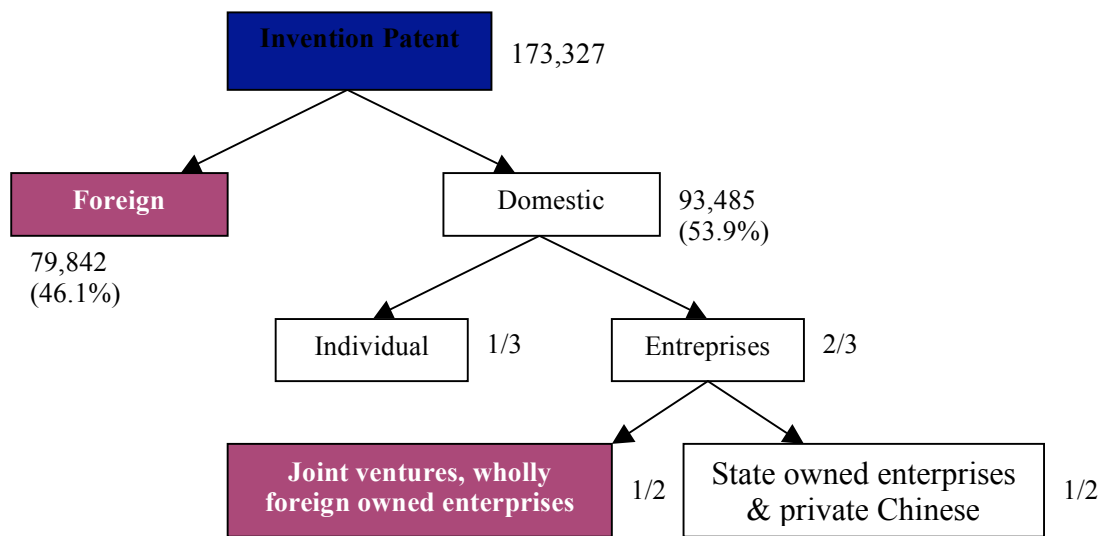 Invention Patent
173,327
Foreign
Domestic
93,485
(53.9%)
79,842
(46.1%)
Individual
1/3
Entreprises
2/3
Joint ventures, wholly
foreign owned enterprises
1/2
State owned enterprises
& private Chinese
1/2